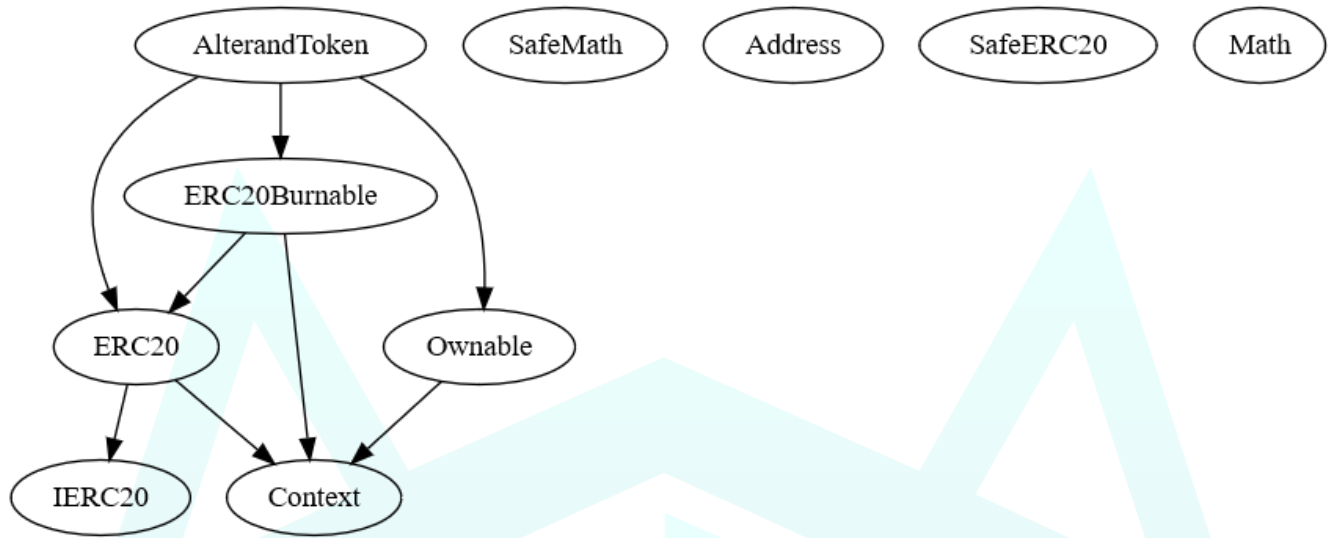 AlterandToken SafeMath Address SafeERC20 Math
ERC20Burnable
ERC20 Ownable
IERC20 Context